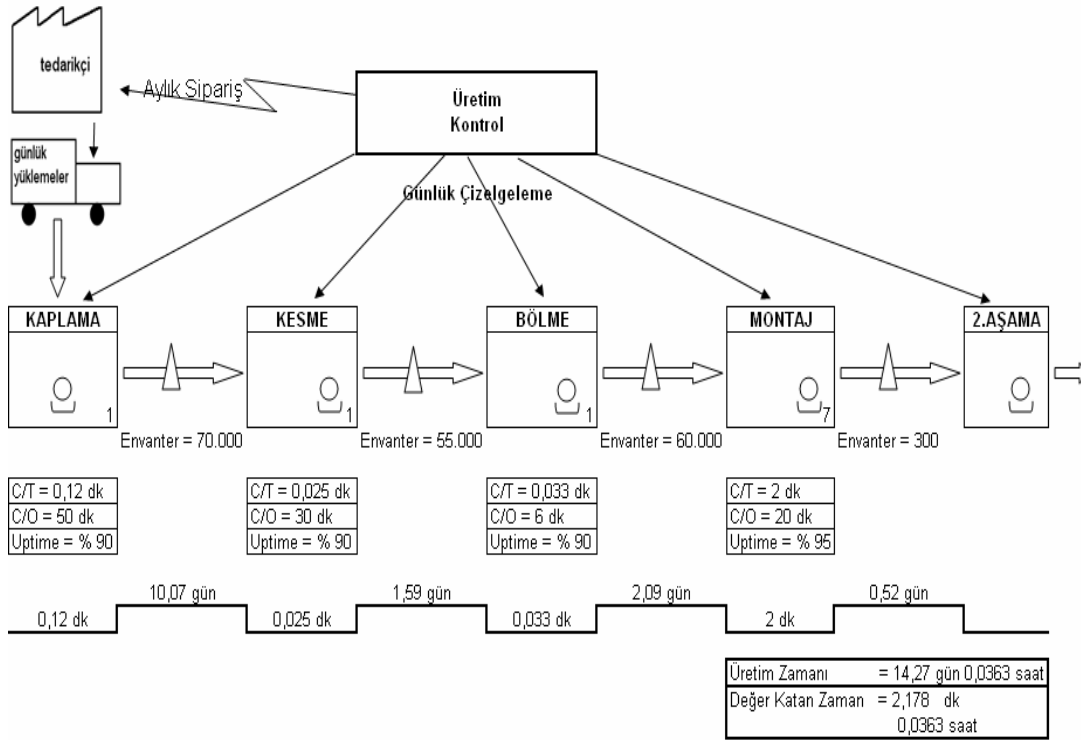 tedarikçi
Aylık Sipariş
Üretim
Kontrol
günlük
yüklemeler
Günlük Çizelgeleme
KAPLAMA
KESME
BÖLME
MONTAJ
2.AŞAMA
1
1
1
7
Envanter = 70.000
Envanter = 55.000
Envanter = 60.000
Envanter = 300
C/T = 0,12 dk
C/O = 50 dk
Uptime = % 90
C/T = 0,025 dk
C/O = 30 dk
Uptime = % 90
C/T = 0,033 dk
C/O = 6 dk
Uptime = % 90
C/T = 2 dk
C/O = 20 dk
Uptime = % 95
10,07 gün
1,59 gün
2,09 gün
0,52 gün
0,12 dk
0,025 dk
0,033 dk
2 dk
Üretim Zamanı = 14,27 gün 0,0363 saat
Değer Katan Zaman = 2,178 dk
0,0363 saat